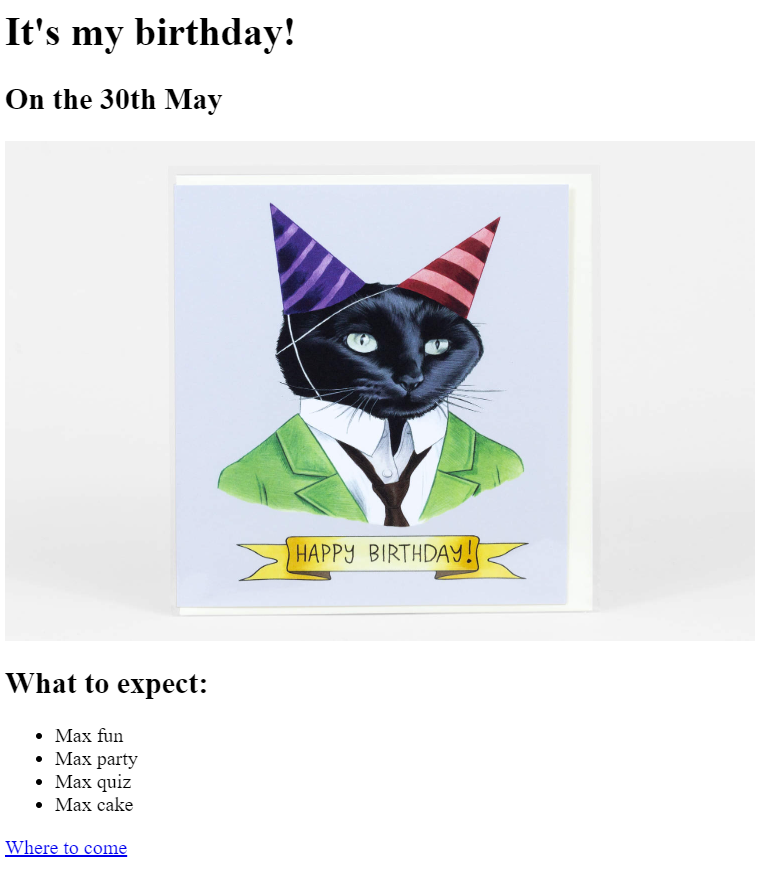 It's my birthday!
On the 30th May
HAPPY BIRTHDAY!
What to expect:
Max fun
Max party
Max quiz
Max cake
Where to come